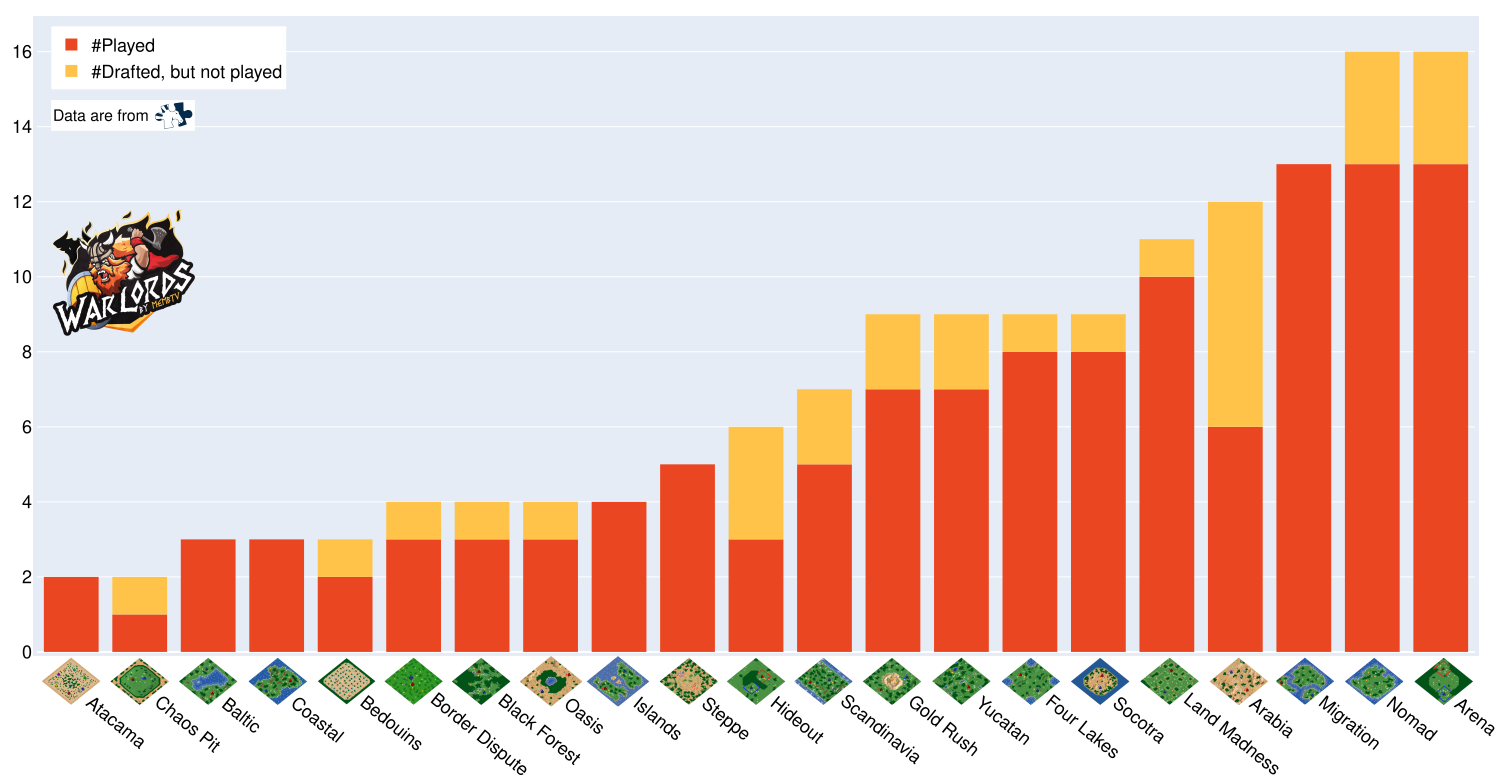 #Played
#Drafted, but not played
Data are from
WARLORDS
BY MEMBTV
16
14
12
10
8
6
4
2
0
Atacama
Chaos Pit
Baltic
Coastal
Bedouins
Border Dispute
Black Forest
Oasis
Islands
Steppe
Hideout
Scandinavia
Gold Rush
Yucatan
Four Lakes
Socotra
Land Madness
Arabia
Migration
Nomad
Arena